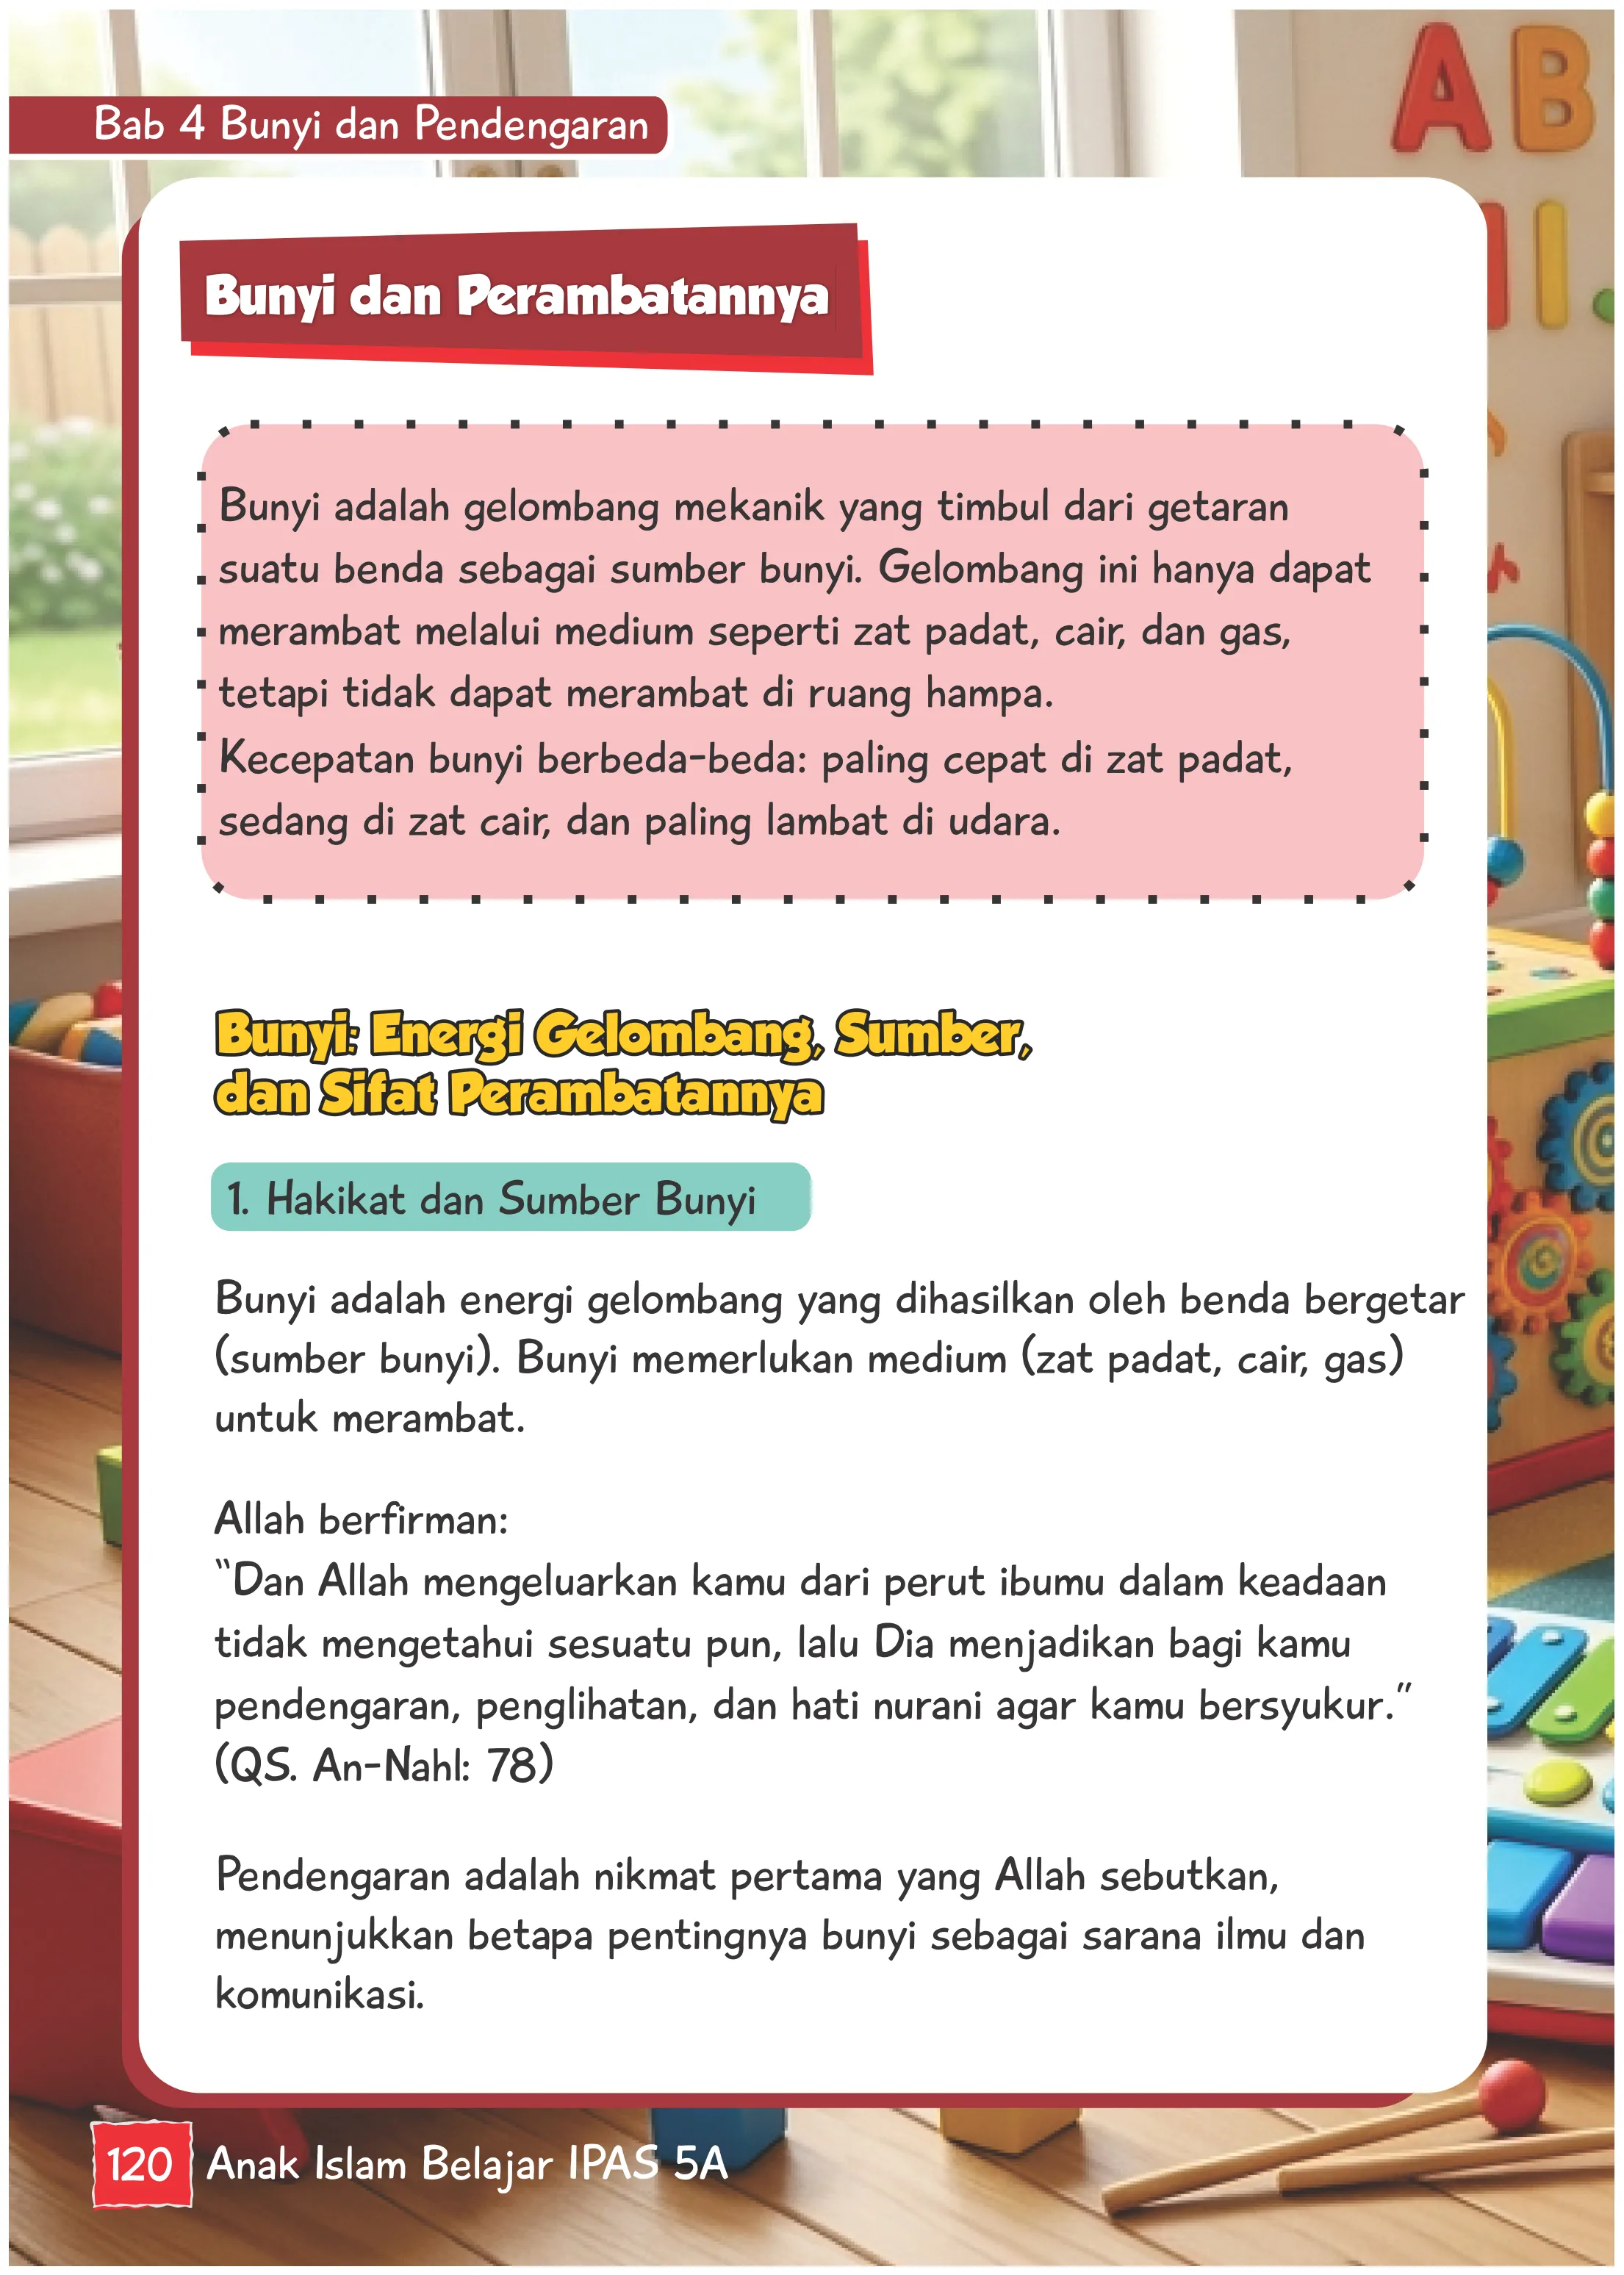 AB
Bab 4 Bunyi dan Pendengaran
Bunyi dan Perambatannya
Bunyi adalah gelombang mekanik yang timbul dari getaran
suatu benda sebagai sumber bunyi. Gelombang ini hanya dapat
merambat melalui medium seperti zat padat, cair, dan gas,
tetapi tidak dapat merambat di ruang hampa.
Kecepatan bunyi berbeda-beda: paling cepat di zat padat,
sedang di zat cair, dan paling lambat di udara.
Bunyi: Energi Gelombang, Sumber,
dan Sifat Perambatannya
1. Hakikat dan Sumber Bunyi
Bunyi adalah energi gelombang yang dihasilkan oleh benda bergetar
(sumber bunyi). Bunyi memerlukan medium (zat padat, cair, gas)
untuk merambat.
Allah berfirman:
“Dan Allah mengeluarkan kamu dari perut ibumu dalam keadaan
tidak mengetahui sesuatu pun, lalu Dia menjadikan bagi kamu
pendengaran, penglihatan, dan hati nurani agar kamu bersyukur.”
(QS. An-Nahl: 78)
Pendengaran adalah nikmat pertama yang Allah sebutkan,
menunjukkan betapa pentingnya bunyi sebagai sarana ilmu dan
komunikasi.
120 Anak Islam Belajar IPAS 5A